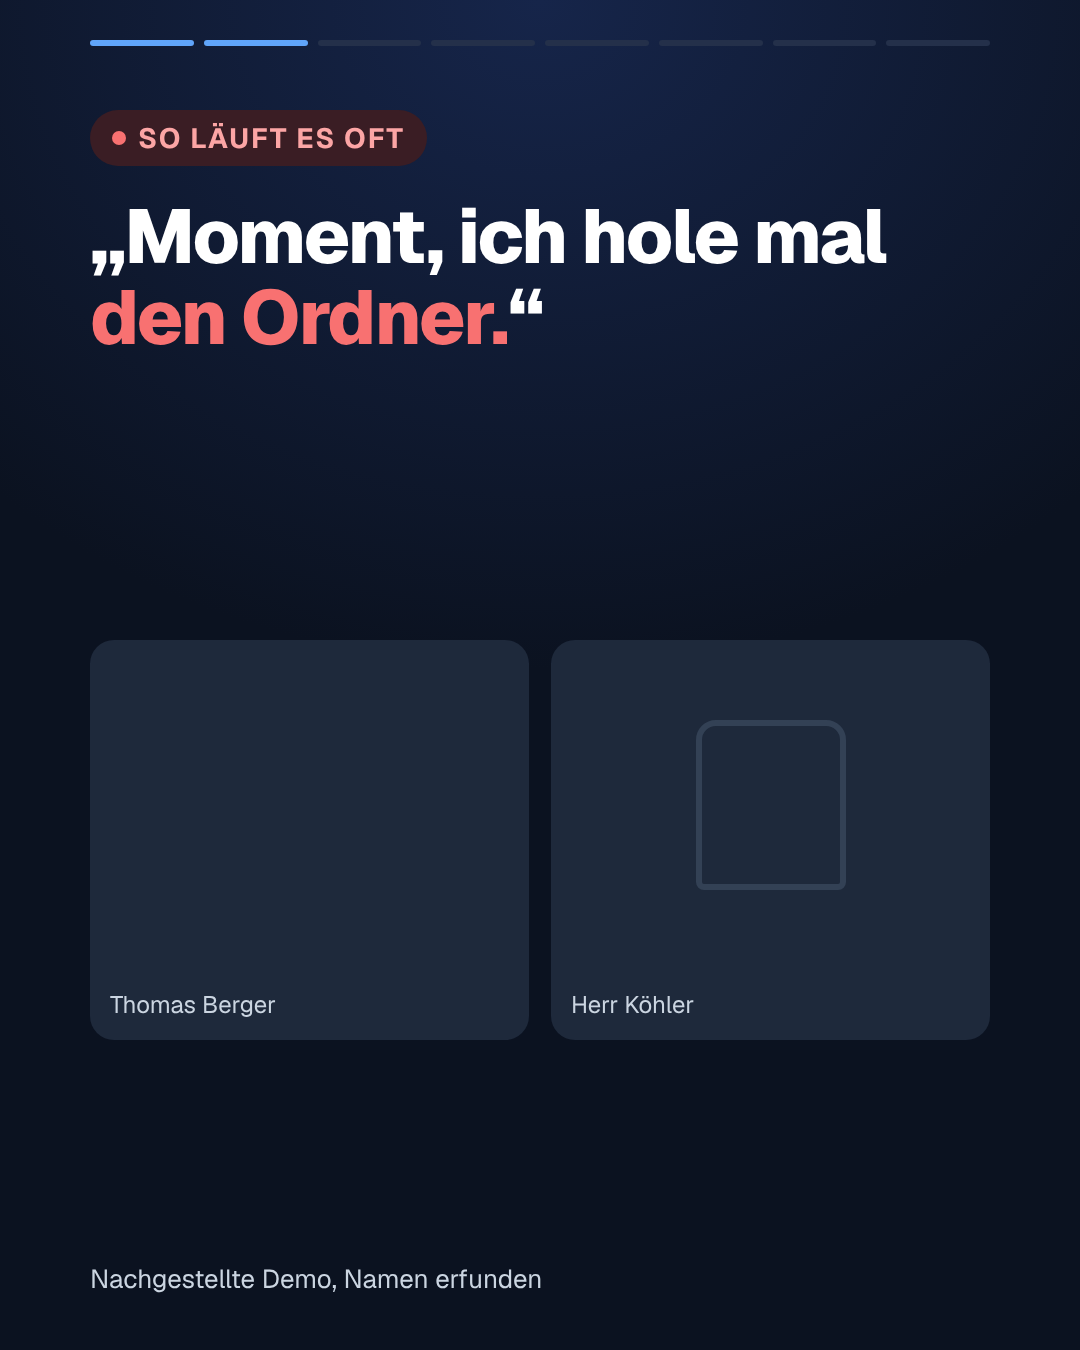 SO LÄUFT ES OFT
„Moment, ich hole mal
den Ordner.“
Thomas Berger
Herr Köhler
Nachgestellte Demo, Namen erfunden